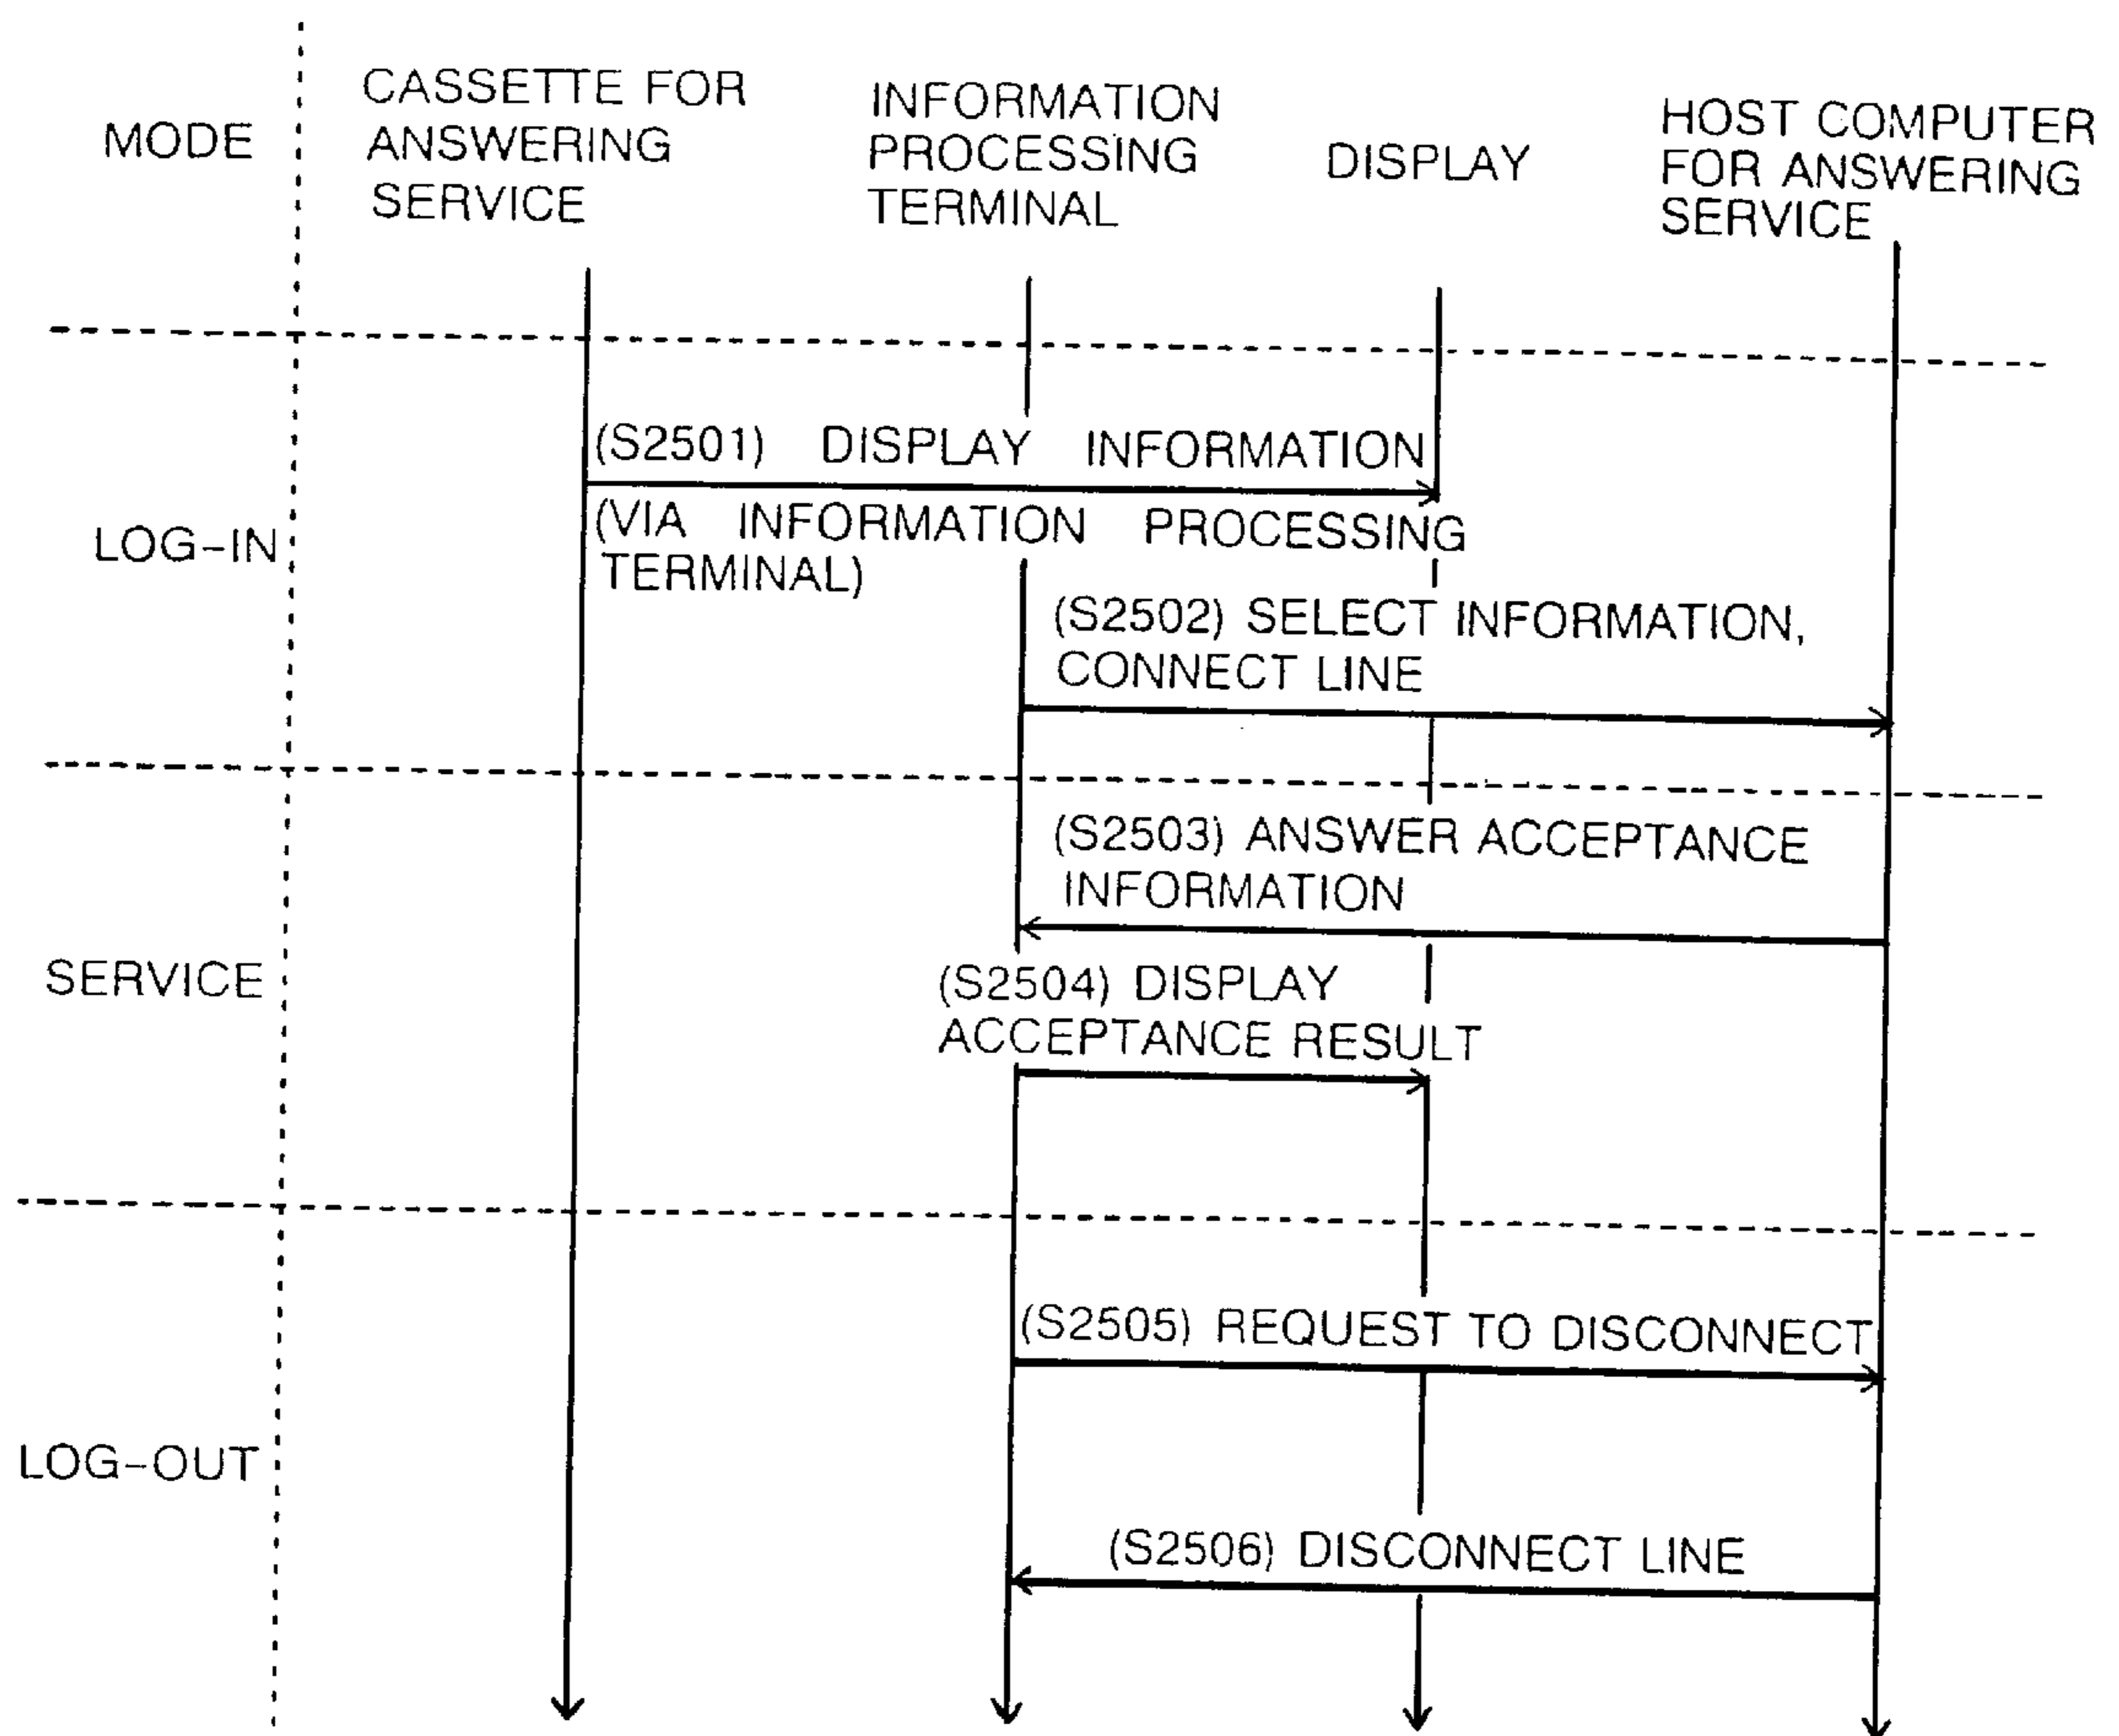 MODE
CASSETTE FOR
ANSWERING
SERVICE
INFORMATION
PROCESSING
TERMINAL
DISPLAY
HOST COMPUTER
FOR ANSWERING
SERVICE
LOG-IN
(S2501) DISPLAY INFORMATION
(VIA INFORMATION PROCESSING
TERMINAL)
(S2502) SELECT INFORMATION,
CONNECT LINE
SERVICE
(S2503) ANSWER ACCEPTANCE
INFORMATION
(S2504) DISPLAY
ACCEPTANCE RESULT
LOG-OUT
(S2505) REQUEST TO DISCONNECT
(S2506) DISCONNECT LINE